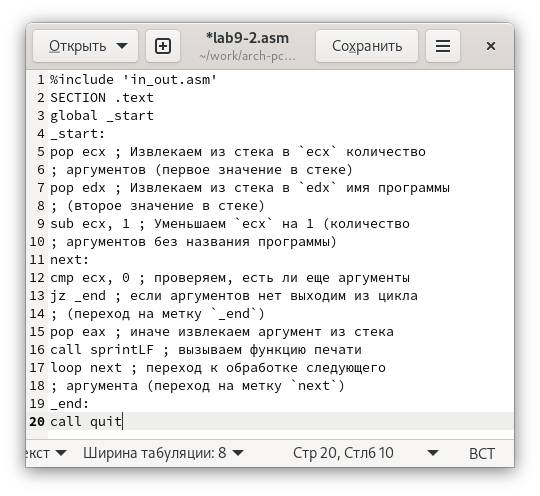 Открыть
*lab9-2.asm
~/work/arch-pc…
Сохранить
1 %include 'in_out.asm'
2 SECTION .text
3 global _start
4 _start:
5 pop ecx ; Извлекаем из стека в `ecx` количество
6 ; аргументов (первое значение в стеке)
7 pop edx ; Извлекаем из стека в `edx` имя программы
8 ; (второе значение в стеке)
9 sub ecx, 1 ; Уменьшаем `ecx` на 1 (количество
10 ; аргументов без названия программы)
11 next:
12 cmp ecx, 0 ; проверяем, есть ли еще аргументы
13 jz _end ; если аргументов нет выходим из цикла
14 ; (переход на метку `_end`)
15 pop eax ; иначе извлекаем аргумент из стека
16 call sprintLF ; вызываем функцию печати
17 loop next ; переход к обработке следующего
18 ; аргумента (переход на метку `next`)
19 _end:
20 call quit
екст Ширина табуляции: 8 Стр 20, Стлб 10 ВСТ